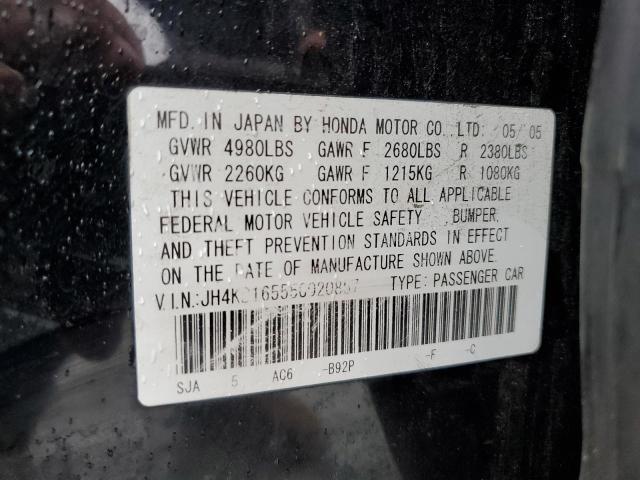 MFD. IN JAPAN BY HONDA MOTOR CO.,LTD: 05/05
GVWR 4980LBS GAWR F 2680LBS R 2380LBS
GVWR 2260KG GAWR F 1215KG R 1080KG
THIS VEHICLE CONFORMS TO ALL APPLICABLE
FEDERAL MOTOR VEHICLE SAFETY BUMPER,
AND THEFT PREVENTION STANDARDS IN EFFECT
ON THE DATE OF MANUFACTURE SHOWN ABOVE.
V.I.N.: TYPE: PASSENGER CAR
SJA 5 AC6 -B92P -F -C